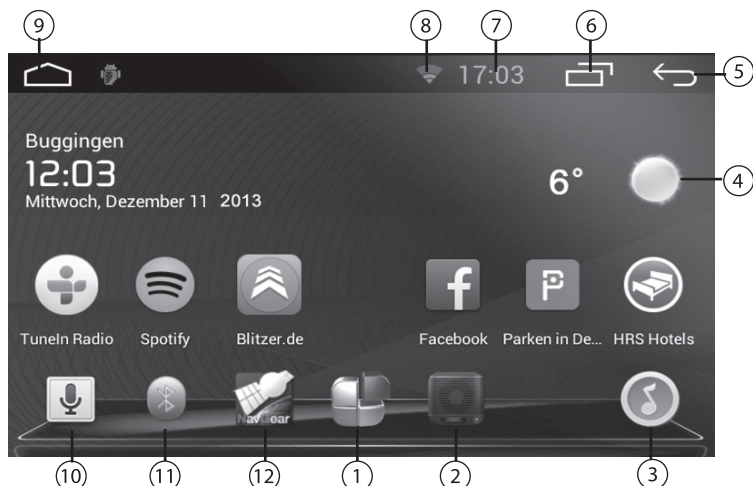 9 8 7 6
17:03
5
Buggingen
12:03
Mittwoch, Dezember 11 2013
6°
4
TuneIn Radio Spotify Blitzer.de Facebook Parken in De... HRS Hotels
NavGear
10 11 12 1 2 3